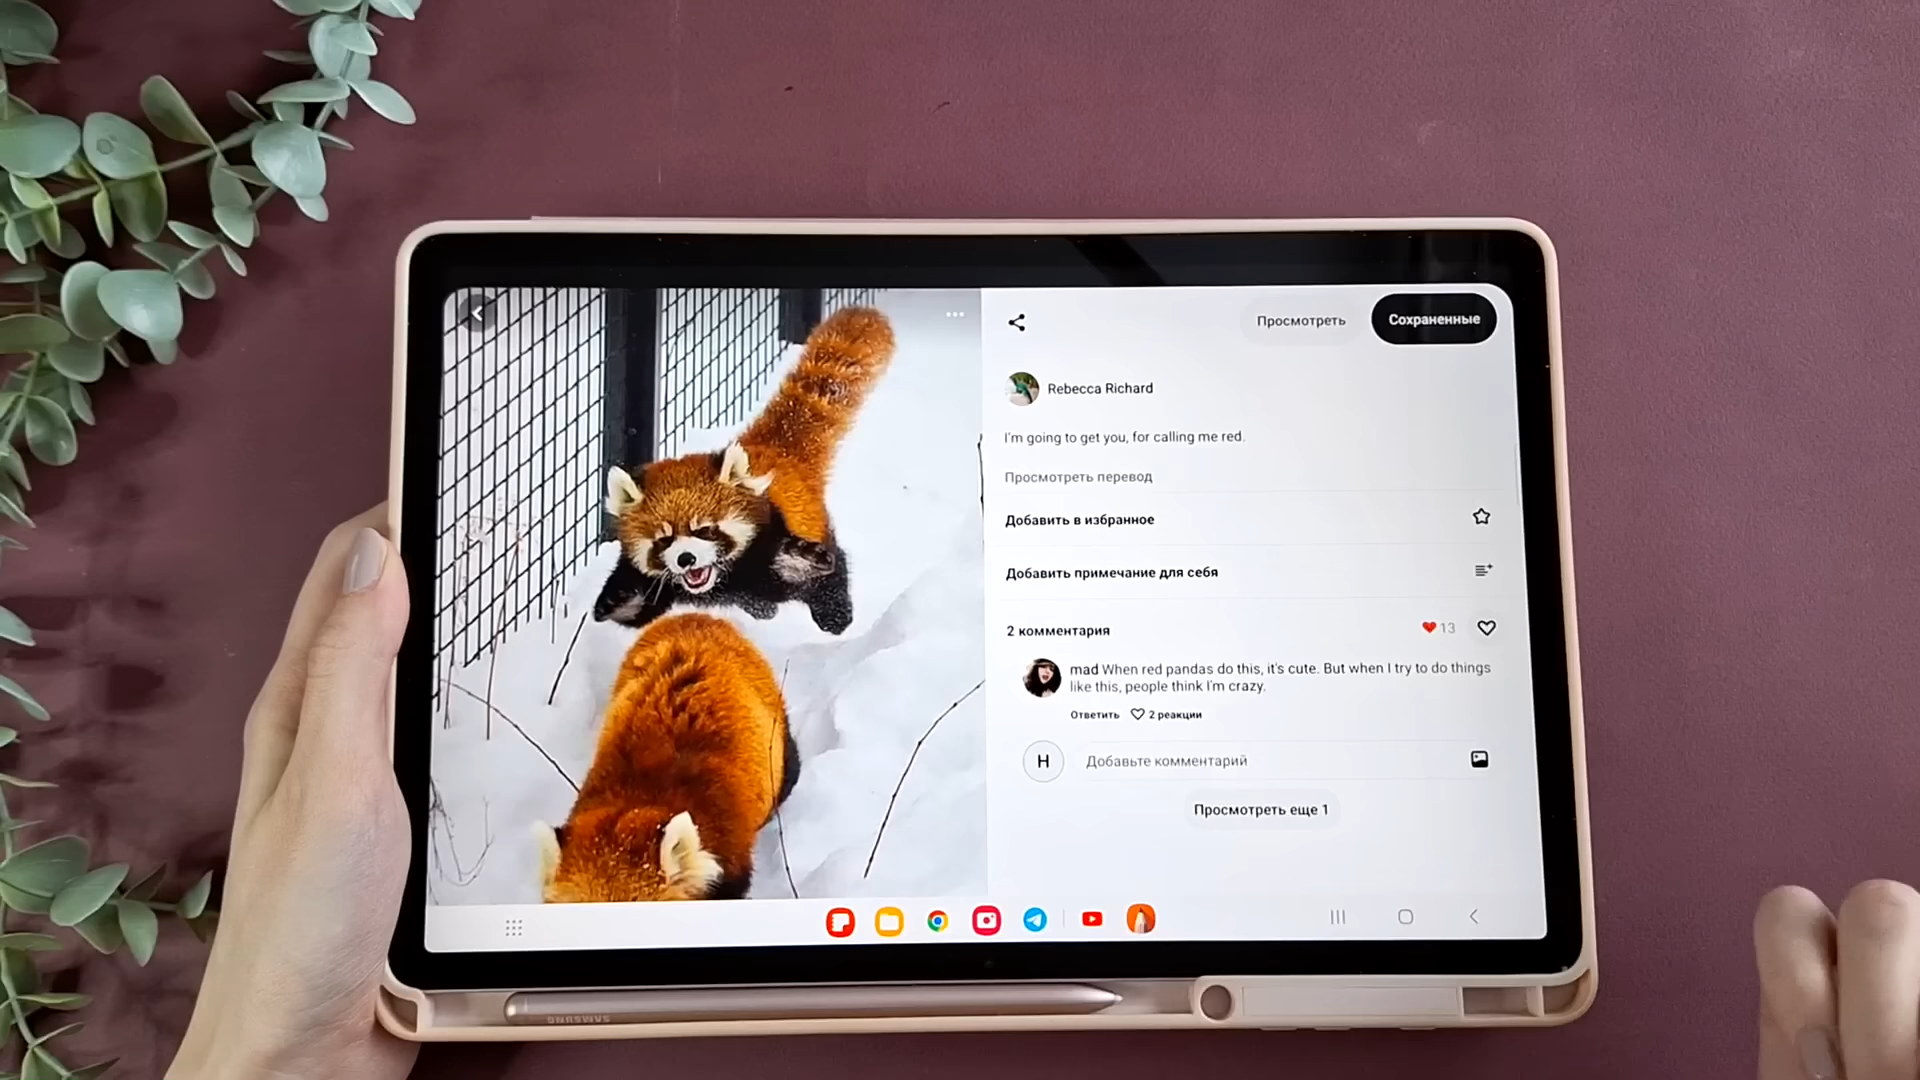 Просмотреть
Сохраненные
Rebecca Richard
I'm going to get you, for calling me red.
Просмотреть перевод
Добавить в избранное
Добавить примечание для себя
2 комментария
13
mad When red pandas do this, it's cute. But when I try to do things
like this, people think I'm crazy.
Ответить
2 реакции
H
Добавьте комментарий
Просмотреть еще 1
SAMSUNG